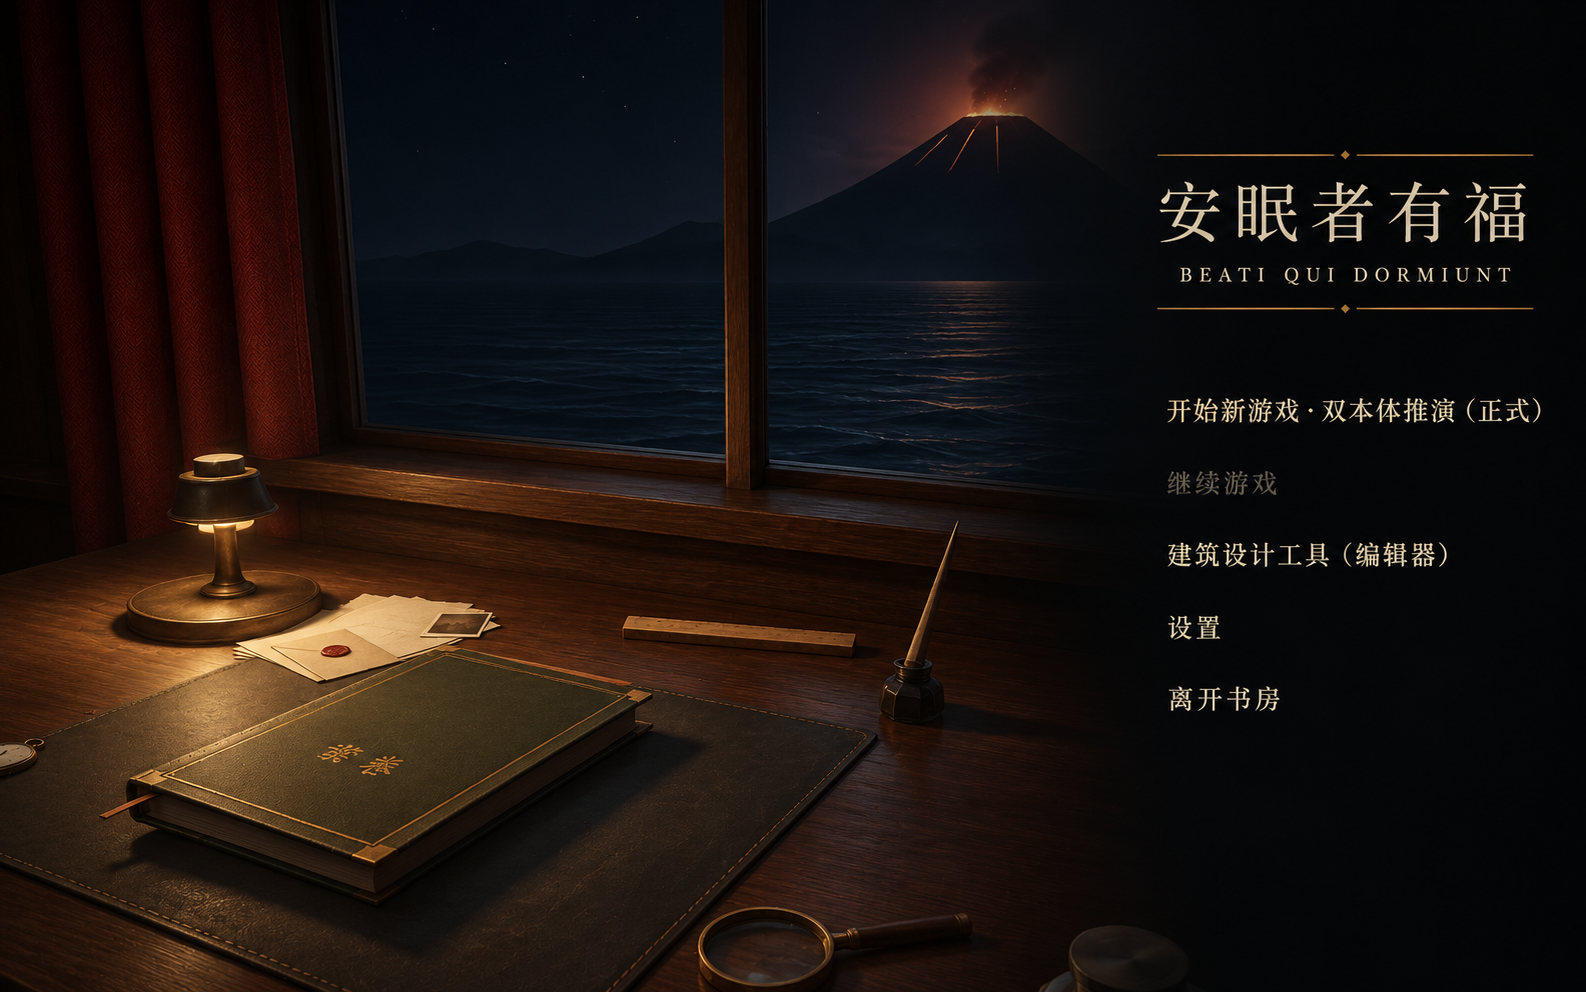 安眠者有福
BEATI QUI DORMIUNT
开始新游戏·双本体推演（正式）
继续游戏
建筑设计工具（编辑器）
设置
离开书房